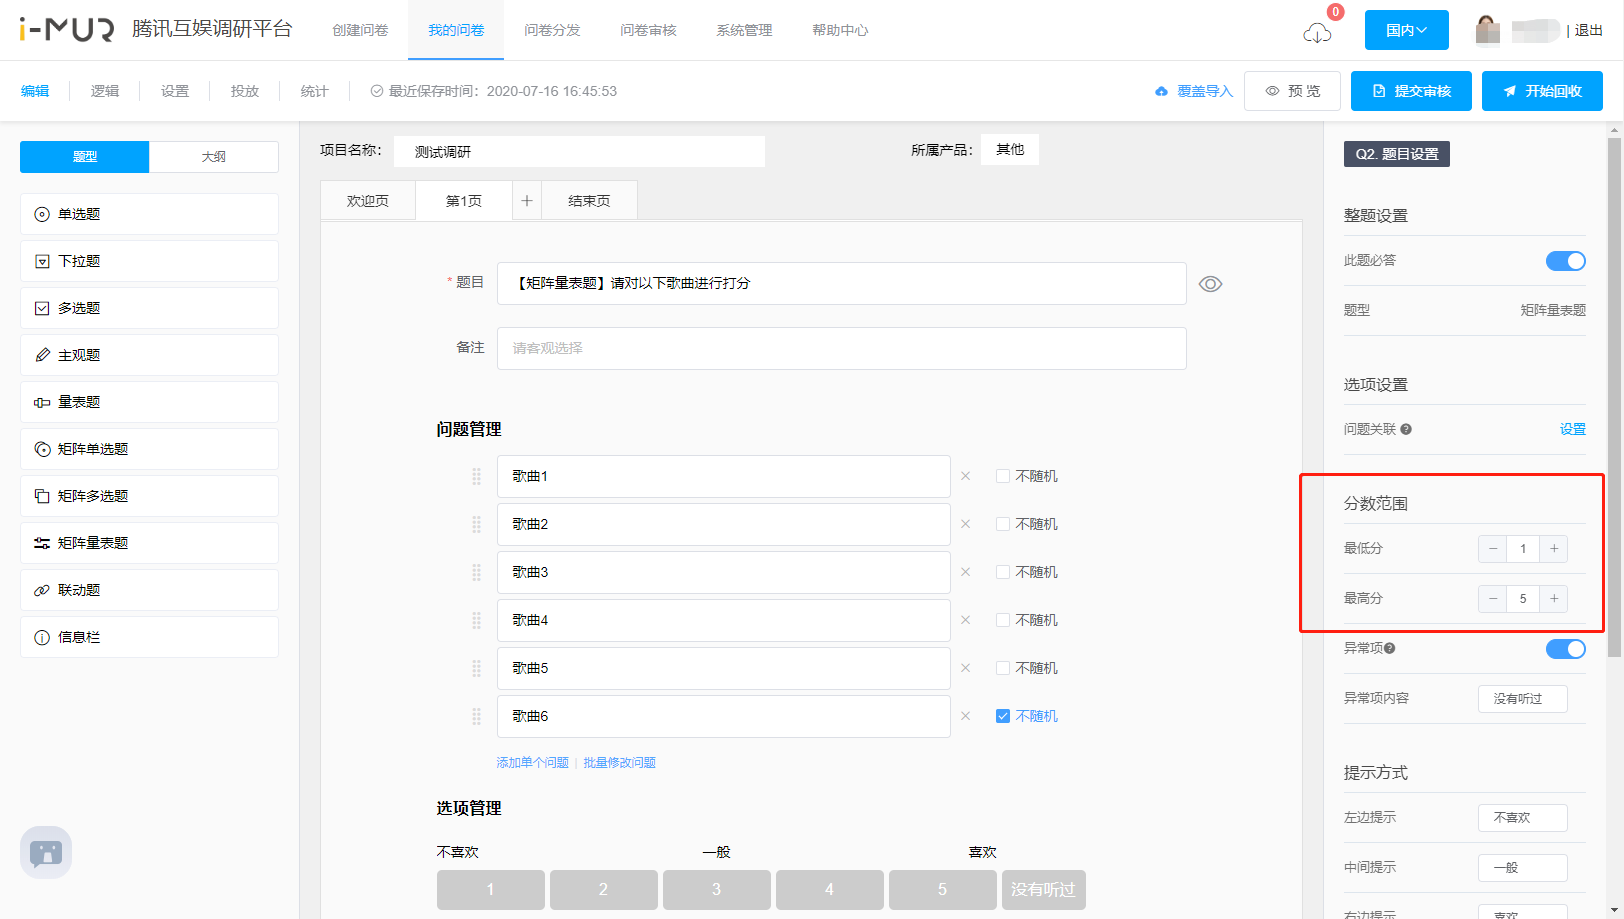 i-MUR 腾讯互娱调研平台 创建问卷 我的问卷 问卷分发 问卷审核 系统管理 帮助中心 0 国内 | 退出
编辑 逻辑 设置 投放 统计 最近保存时间：2020-07-16 16:45:53 覆盖导入 预 览 提交审核 开始回收
题型 大纲
单选题
下拉题
多选题
主观题
量表题
矩阵单选题
矩阵多选题
矩阵量表题
联动题
信息栏
项目名称： 测试调研 所属产品： 其他
欢迎页 第1页 + 结束页
* 题目 【矩阵量表题】请对以下歌曲进行打分
备注 请客观选择
问题管理
歌曲1 × 不随机
歌曲2 × 不随机
歌曲3 × 不随机
歌曲4 × 不随机
歌曲5 × 不随机
歌曲6 × 不随机
添加单个问题 | 批量修改问题
选项管理
不喜欢 一般 喜欢
1 2 3 4 5 没有听过
Q2. 题目设置
整题设置
此题必答
题型 矩阵量表题
选项设置
问题关联 ? 设置
分数范围
最低分 − 1 +
最高分 − 5 +
异常项 ?
异常项内容 没有听过
提示方式
左边提示 不喜欢
中间提示 一般
右边提示 喜欢